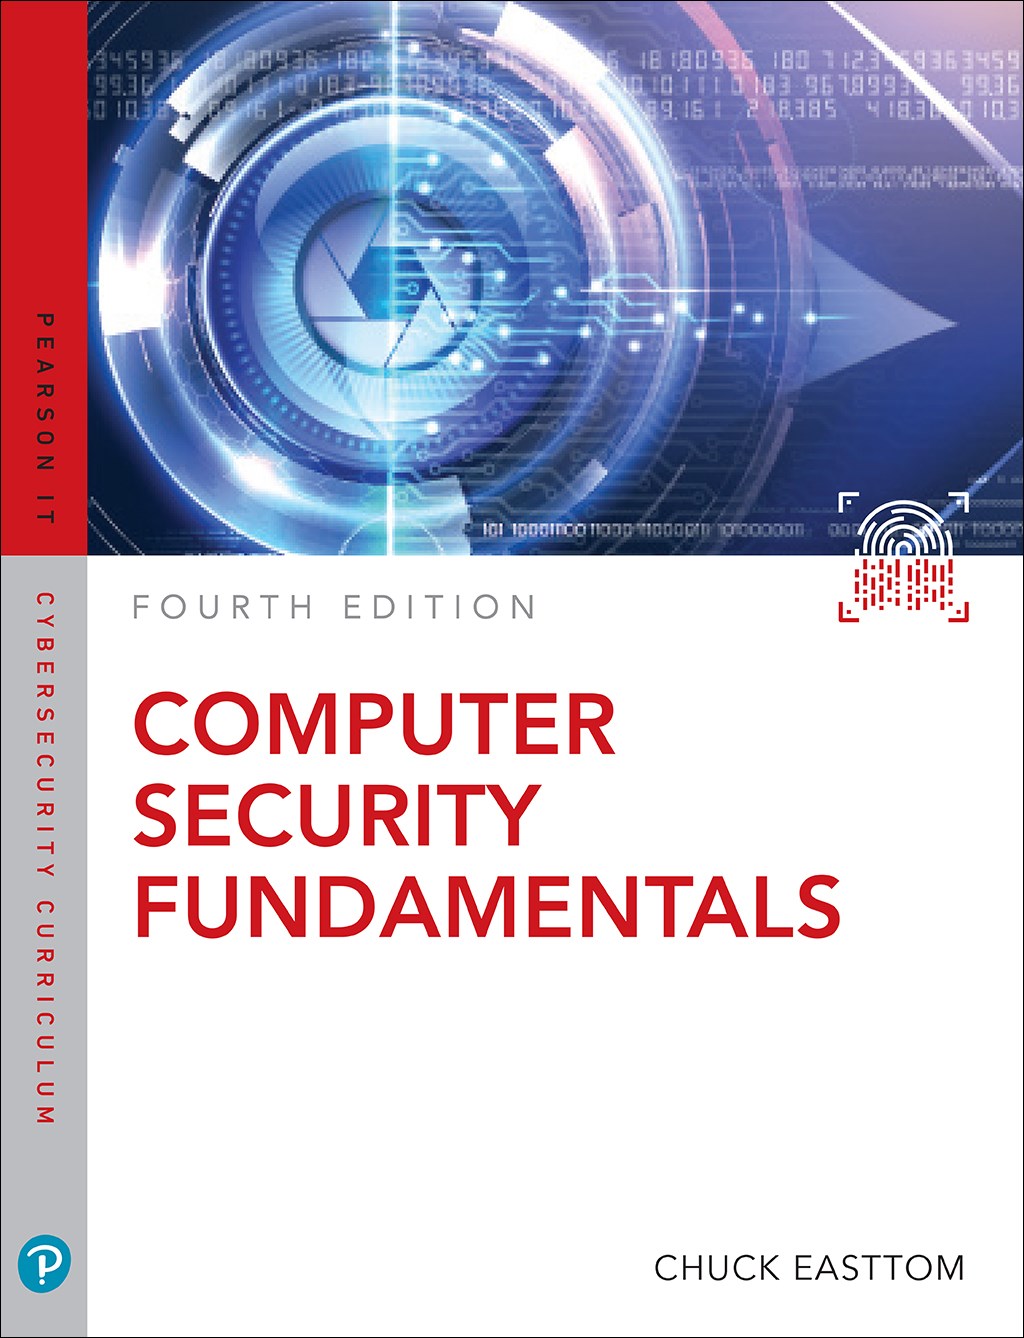 PEARSON IT
CYBERSECURITY CURRICULUM
FOURTH EDITION
COMPUTER
SECURITY
FUNDAMENTALS
CHUCK EASTTOM